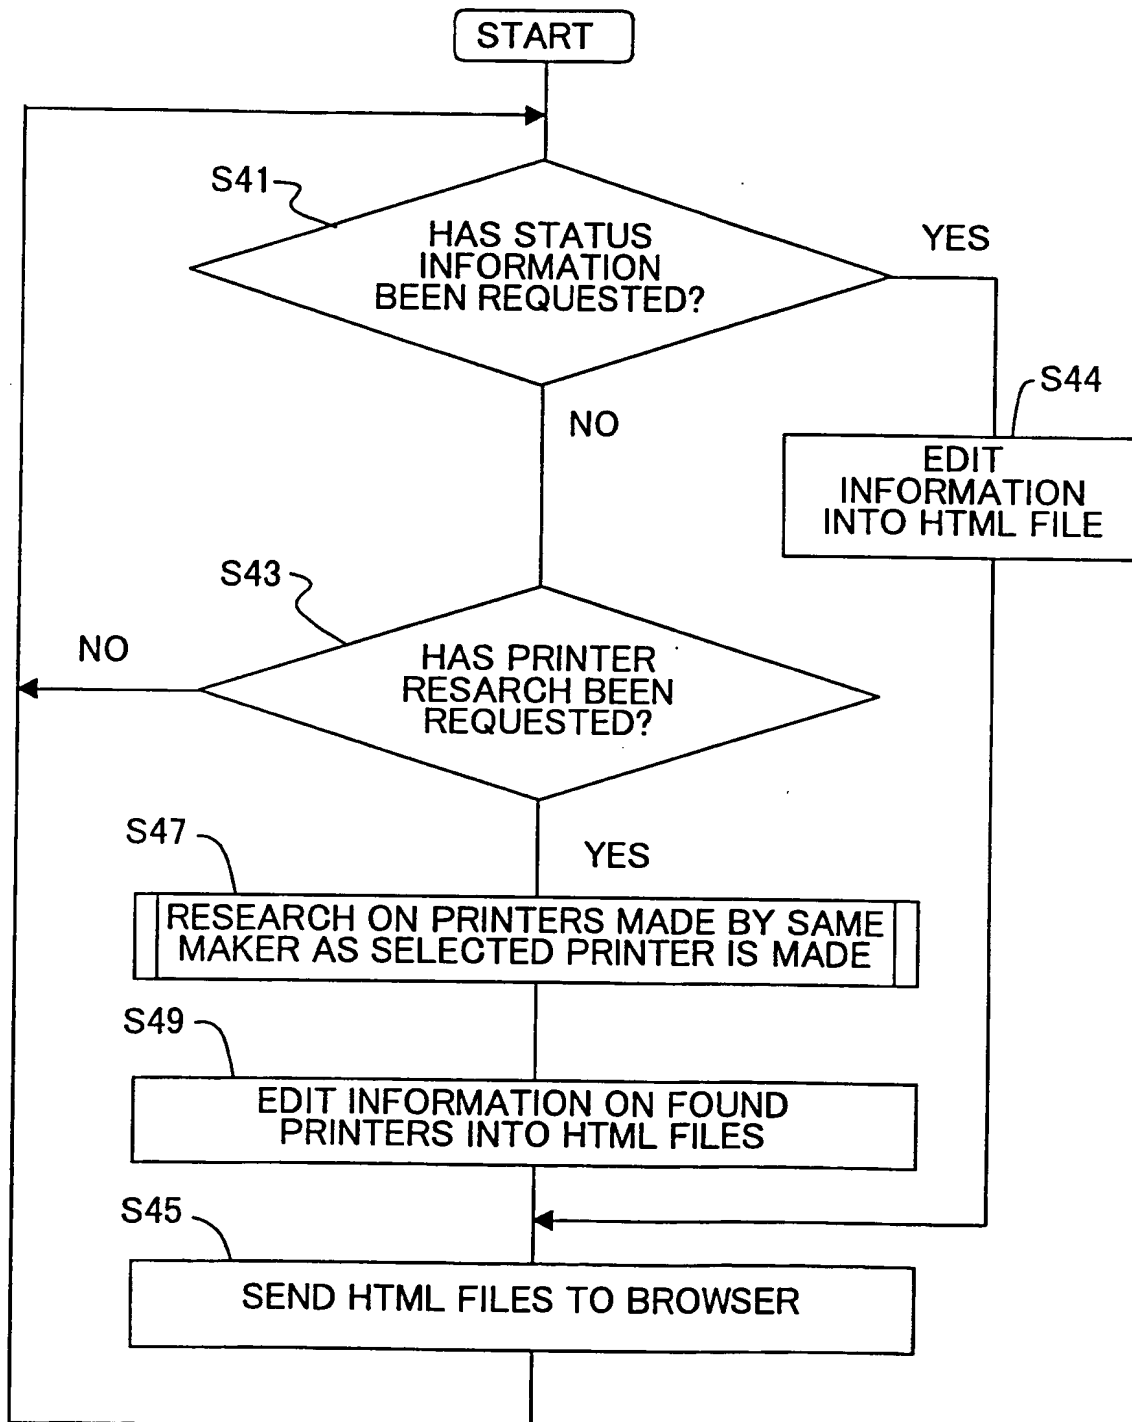 START
S41
HAS STATUS
INFORMATION
BEEN REQUESTED?
YES
S44
NO
EDIT
INFORMATION
INTO HTML FILE
S43
NO
HAS PRINTER
RESARCH BEEN
REQUESTED?
S47
YES
RESEARCH ON PRINTERS MADE BY SAME
MAKER AS SELECTED PRINTER IS MADE
S49
EDIT INFORMATION ON FOUND
PRINTERS INTO HTML FILES
S45
SEND HTML FILES TO BROWSER